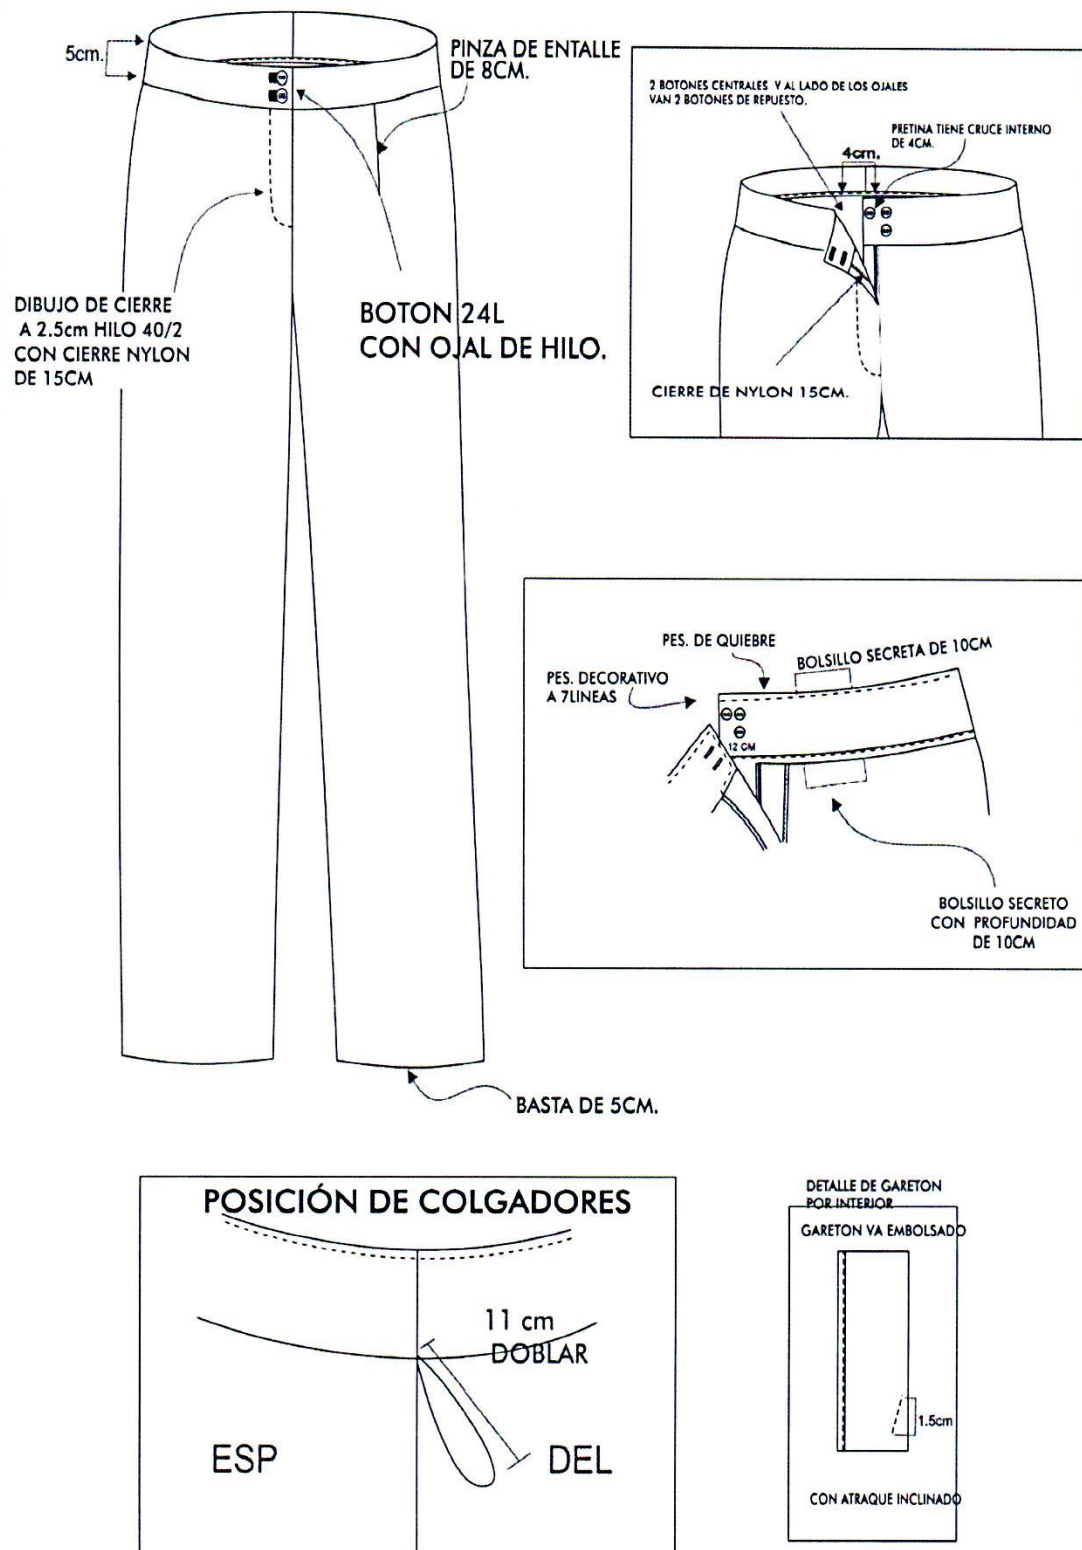 5cm.
PINZA DE ENTALLE
DE 8CM.
2 BOTONES CENTRALES Y AL LADO DE LOS OJALES
VAN 2 BOTONES DE REPUESTO.
PRETINA TIENE CRUCE INTERNO
DE 4CM.
4cm.
DIBUJO DE CIERRE
A 2.5cm HILO 40/2
CON CIERRE NYLON
DE 15CM
BOTON 24L
CON OJAL DE HILO.
CIERRE DE NYLON 15CM.
PES. DE QUIEBRE
BOLSILLO SECRETA DE 10CM
PES. DECORATIVO
A 7LINEAS
12 CM
BOLSILLO SECRETO
CON PROFUNDIDAD
DE 10CM
BASTA DE 5CM.
POSICIÓN DE COLGADORES
11 cm
DOBLAR
ESP
DEL
DETALLE DE GARETON
POR INTERIOR
GARETON VA EMBOLSADO
1.5cm
CON ATRAQUE INCLINADO